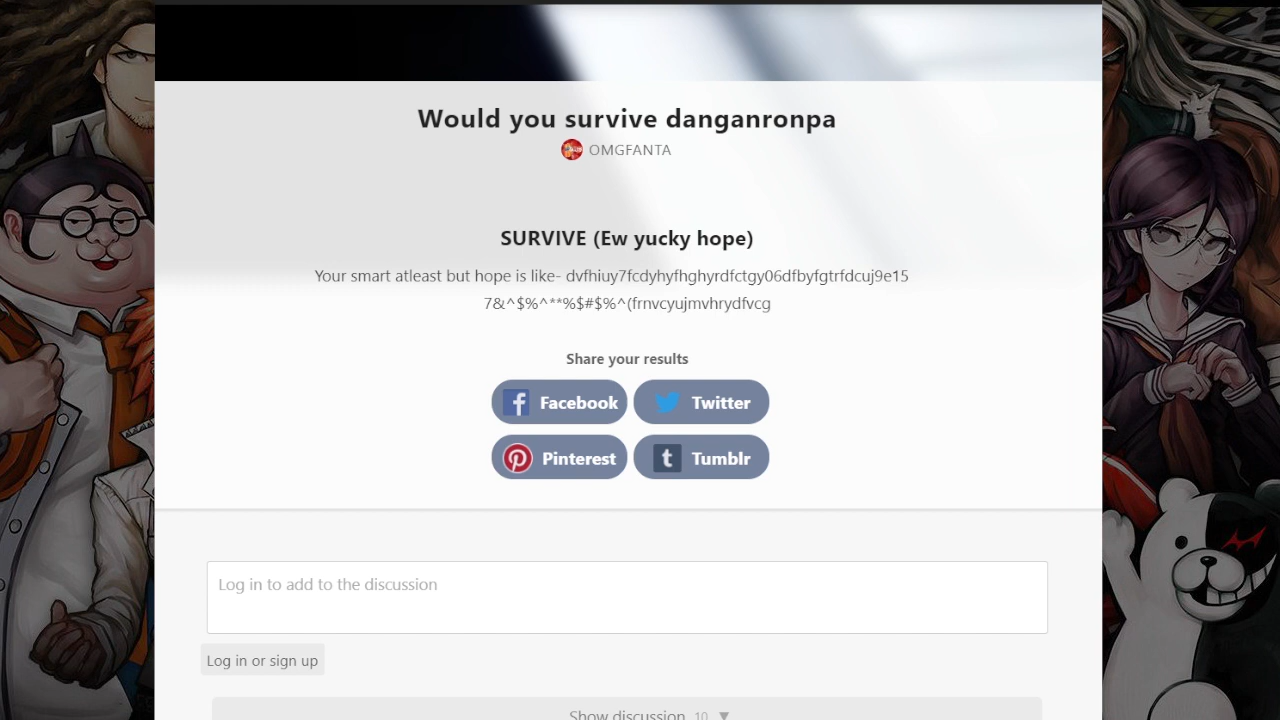 Would you survive danganronpa
OMGFANTA
SURVIVE (Ew yucky hope)
Your smart atleast but hope is like- dvfhiuy7fcdyhyfhghyrdfctgy06dfbyfgtrfdcuj9e15
7&^$%^**%$#$%^(frnvcyujmvhrydfvcg
Share your results
Facebook Twitter
Pinterest Tumblr
Log in to add to the discussion
Log in or sign up
Show discussion 10 ▼